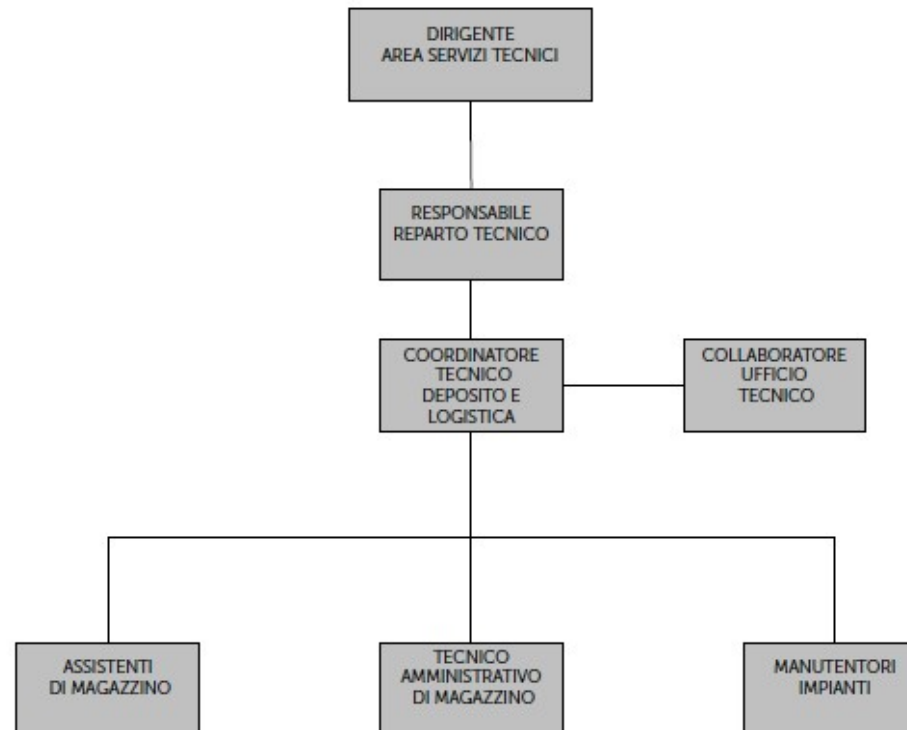 DIRIGENTE
AREA SERVIZI TECNICI
RESPONSABILE
REPARTO TECNICO
COORDINATORE
TECNICO
DEPOSITO E
LOGISTICA
COLLABORATORE
UFFICIO
TECNICO
ASSISTENTI
DI MAGAZZINO
TECNICO
AMMINISTRATIVO
DI MAGAZZINO
MANUTENTORI
IMPIANTI